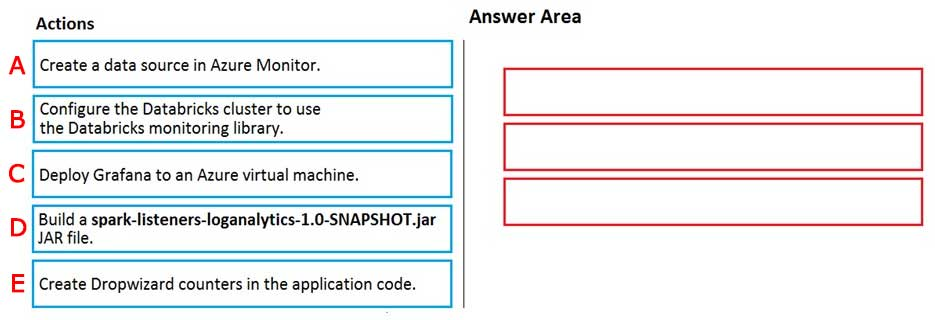 Actions
Answer Area
A
Create a data source in Azure Monitor.
B
Configure the Databricks cluster to use
the Databricks monitoring library.
C
Deploy Grafana to an Azure virtual machine.
D
Build a spark-listeners-loganalytics-1.0-SNAPSHOT.jar
JAR file.
E
Create Dropwizard counters in the application code.